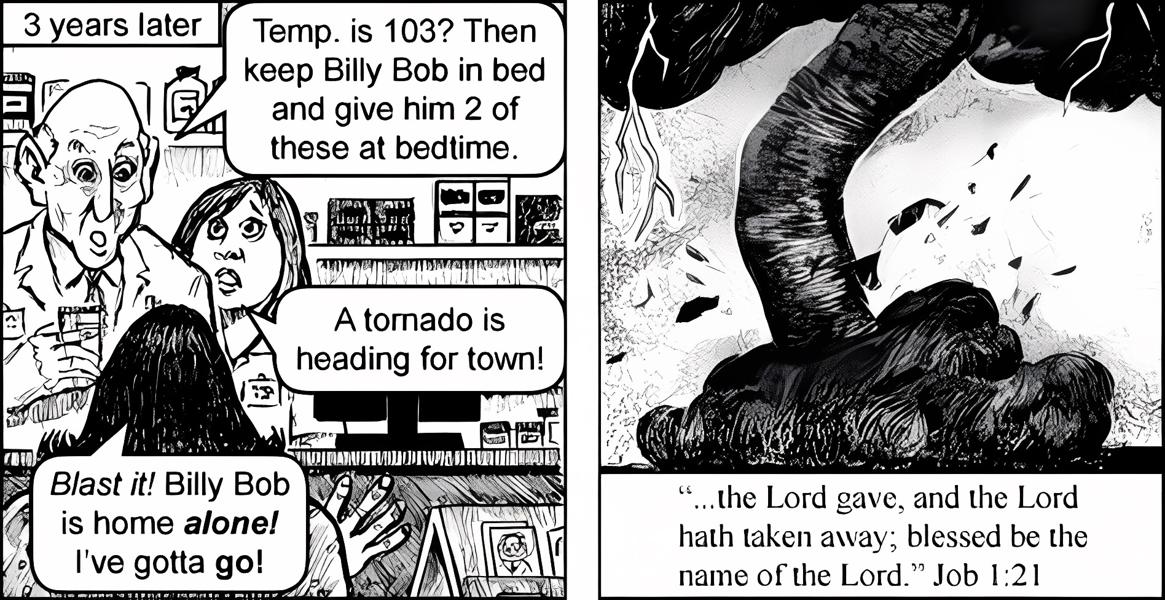 3 years later
Temp. is 103? Then
keep Billy Bob in bed
and give him 2 of
these at bedtime.
A tornado is
heading for town!
Blast it! Billy Bob
is home alone!
I've gotta go!
“...the Lord gave, and the Lord
hath taken away; blessed be the
name of the Lord.” Job 1:21